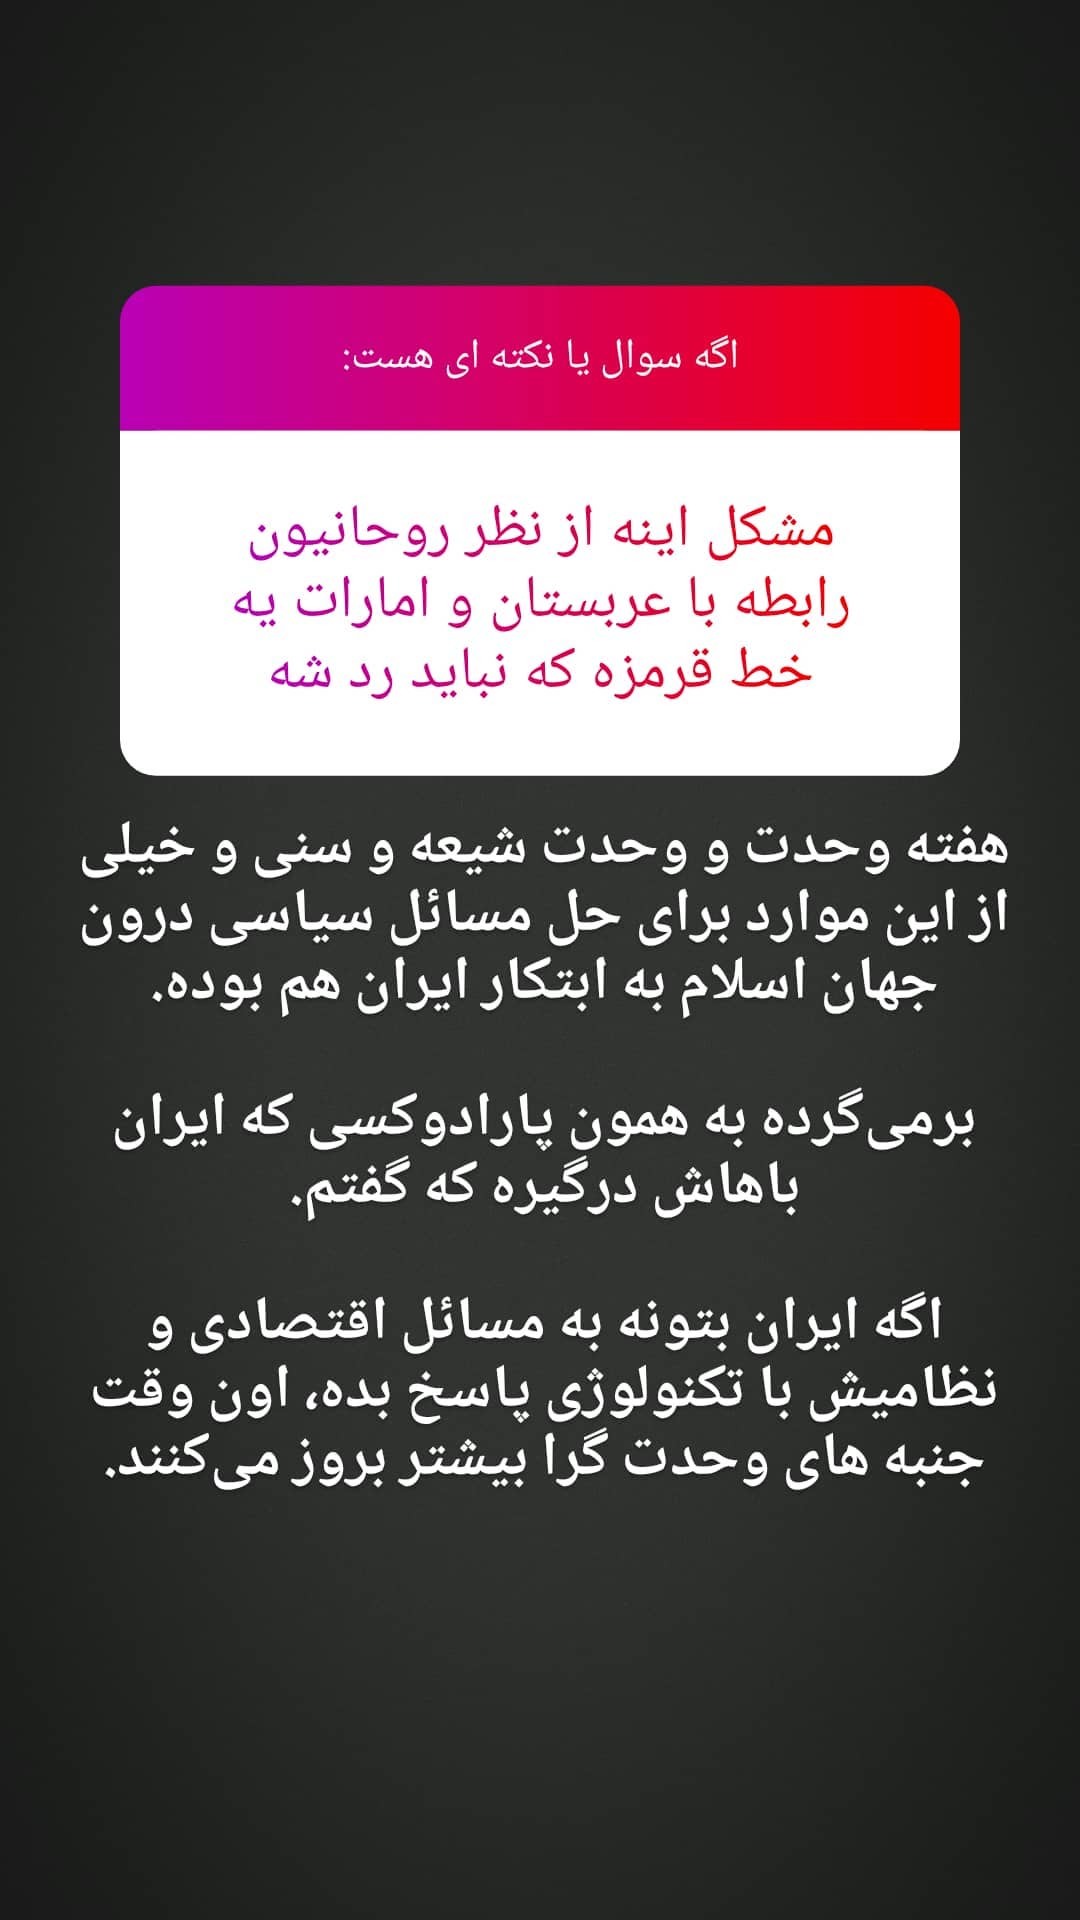 اگه سوال یا نکته ای هست:
مشکل اینه از نظر روحانیون
رابطه با عربستان و امارات یه
خط قرمزه که نباید رد شه
هفته وحدت و وحدت شیعه و سنی و خیلی
از این موارد برای حل مسائل سیاسی درون
جهان اسلام به ابتکار ایران هم بوده.
برمی‌گرده به همون پارادوکسی که ایران
باهاش درگیره که گفتم.
اگه ایران بتونه به مسائل اقتصادی و
نظامیش با تکنولوژی پاسخ بده، اون وقت
جنبه های وحدت گرا بیشتر بروز می‌کنند.